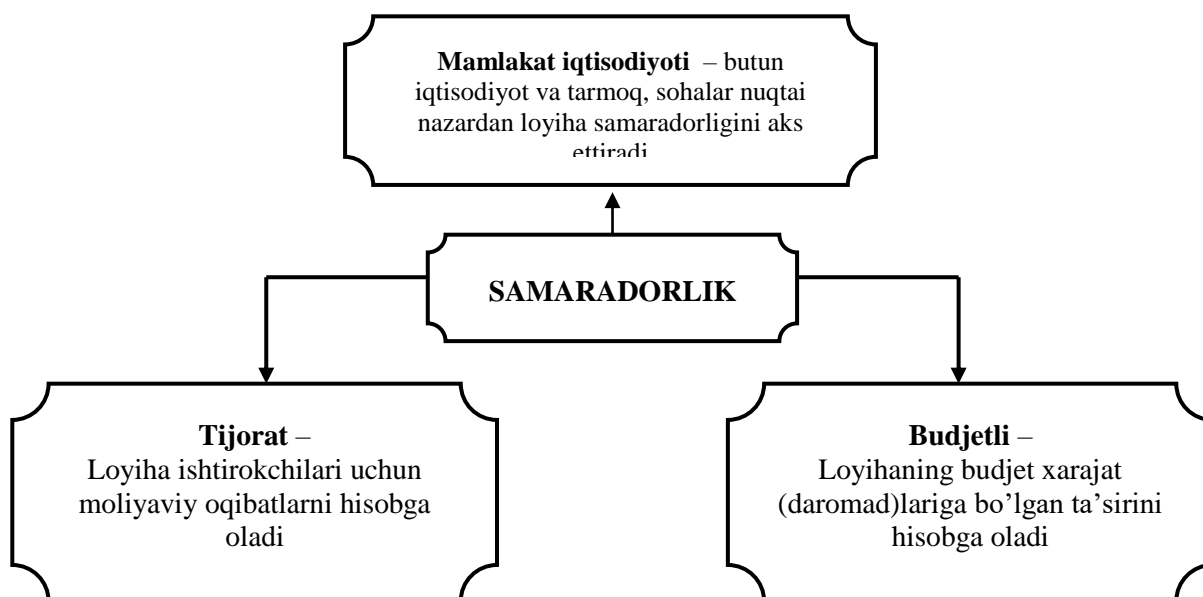 Mamlakat iqtisodiyoti – butun
iqtisodiyot va tarmoq, sohalar nuqtai
nazardan loyiha samaradorligini aks
ettiradi
SAMARADORLIK
Tijorat –
Loyiha ishtirokchilari uchun
moliyaviy oqibatlarni hisobga
oladi
Budjetli –
Loyihaning budjet xarajat
(daromad)lariga bo’lgan ta’sirini
hisobga oladi